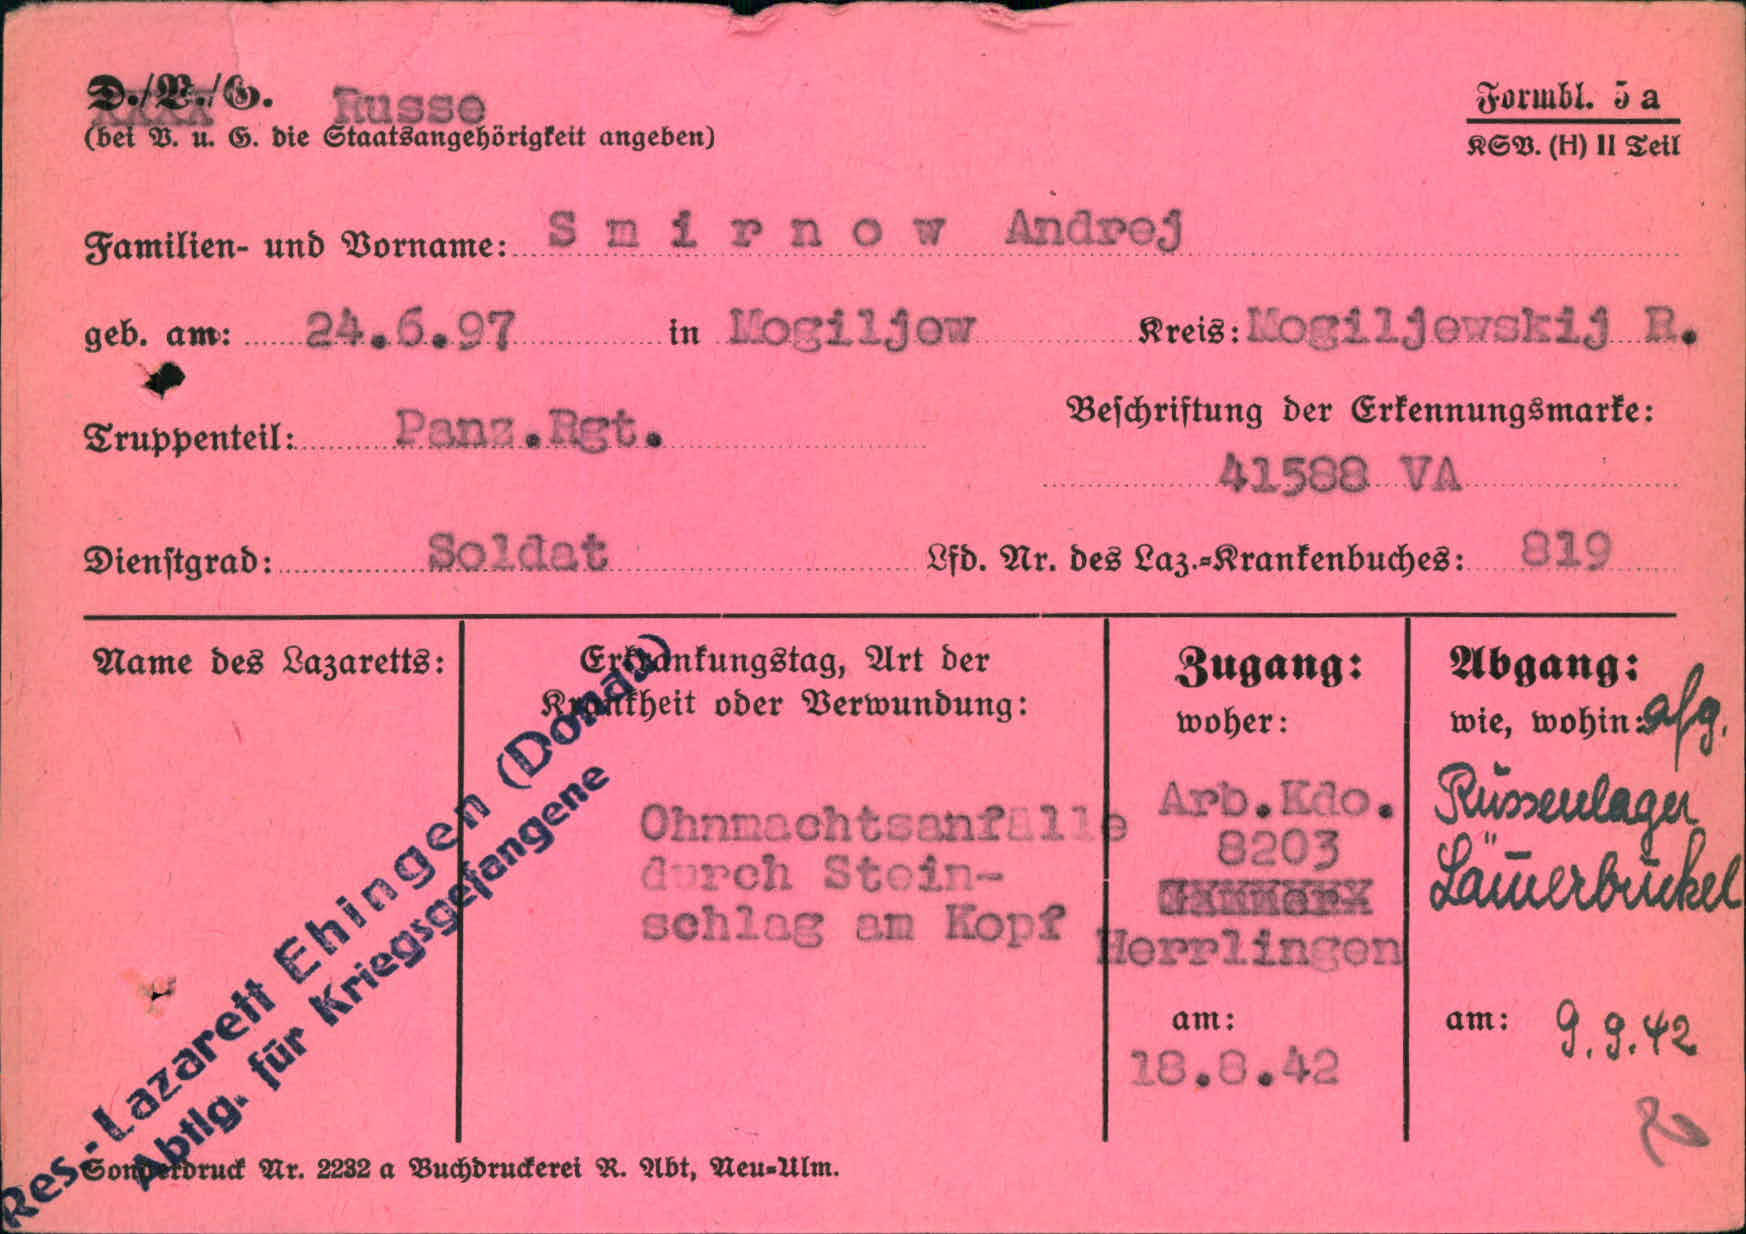 D./V./G. Russe
(bei V. u. G. die Staatsangehörigkeit angeben)
Formbl. 5 a
KSV. (H) II Teil
Familien- und Vorname: Smirnow Andrej
geb. am: 24.6.97 in Mogiljow Kreis: Mogiljowskij R.
Truppenteil: Panz.Rgt.
Beschriftung der Erkennungsmarke:
41588 VA
Dienstgrad: Soldat Lfd. Nr. des Laz.-Krankenbuches: 819
Name des Lazaretts:
Res.-Lazarett Ehingen (Donau)
Abtlg. für Kriegsgefangene
Erkrankungstag, Art der
Krankheit oder Verwundung:
Ohnmachtsanfälle
durch Stein-
schlag am Kopf
Zugang:
woher:
Arb.Kdo.
8203
Herrlingen
am:
18.8.42
Abgang:
wie, wohin: afg.
Russenlager
Läuerbuckel
am: 9.9.42
Sonderdruck Nr. 2232 a Buchdruckerei R. Abt, Neu-Ulm.